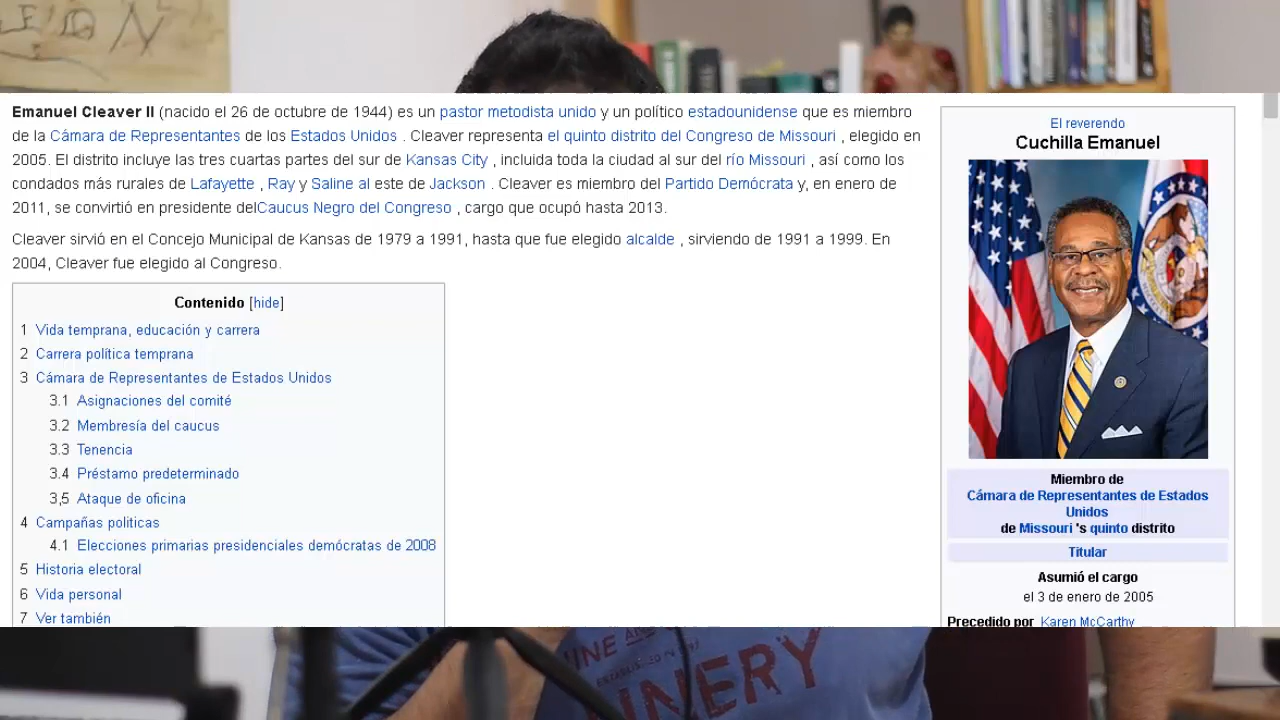 Emanuel Cleaver II (nacido el 26 de octubre de 1944) es un pastor metodista unido y un político estadounidense que es miembro
de la Cámara de Representantes de los Estados Unidos . Cleaver representa el quinto distrito del Congreso de Missouri , elegido en
2005. El distrito incluye las tres cuartas partes del sur de Kansas City , incluida toda la ciudad al sur del río Missouri , así como los
condados más rurales de Lafayette , Ray y Saline al este de Jackson . Cleaver es miembro del Partido Demócrata y, en enero de
2011, se convirtió en presidente delCaucus Negro del Congreso , cargo que ocupó hasta 2013.
Cleaver sirvió en el Concejo Municipal de Kansas de 1979 a 1991, hasta que fue elegido alcalde , sirviendo de 1991 a 1999. En
2004, Cleaver fue elegido al Congreso.
Contenido [hide]
1 Vida temprana, educación y carrera
2 Carrera política temprana
3 Cámara de Representantes de Estados Unidos
3.1 Asignaciones del comité
3.2 Membresía del caucus
3.3 Tenencia
3.4 Préstamo predeterminado
3,5 Ataque de oficina
4 Campañas politicas
4.1 Elecciones primarias presidenciales demócratas de 2008
5 Historia electoral
6 Vida personal
7 Ver también
El reverendo
Cuchilla Emanuel
Miembro de
Cámara de Representantes de Estados
Unidos
de Missouri 's quinto distrito
Titular
Asumió el cargo
el 3 de enero de 2005
Precedido por Karen McCarthy